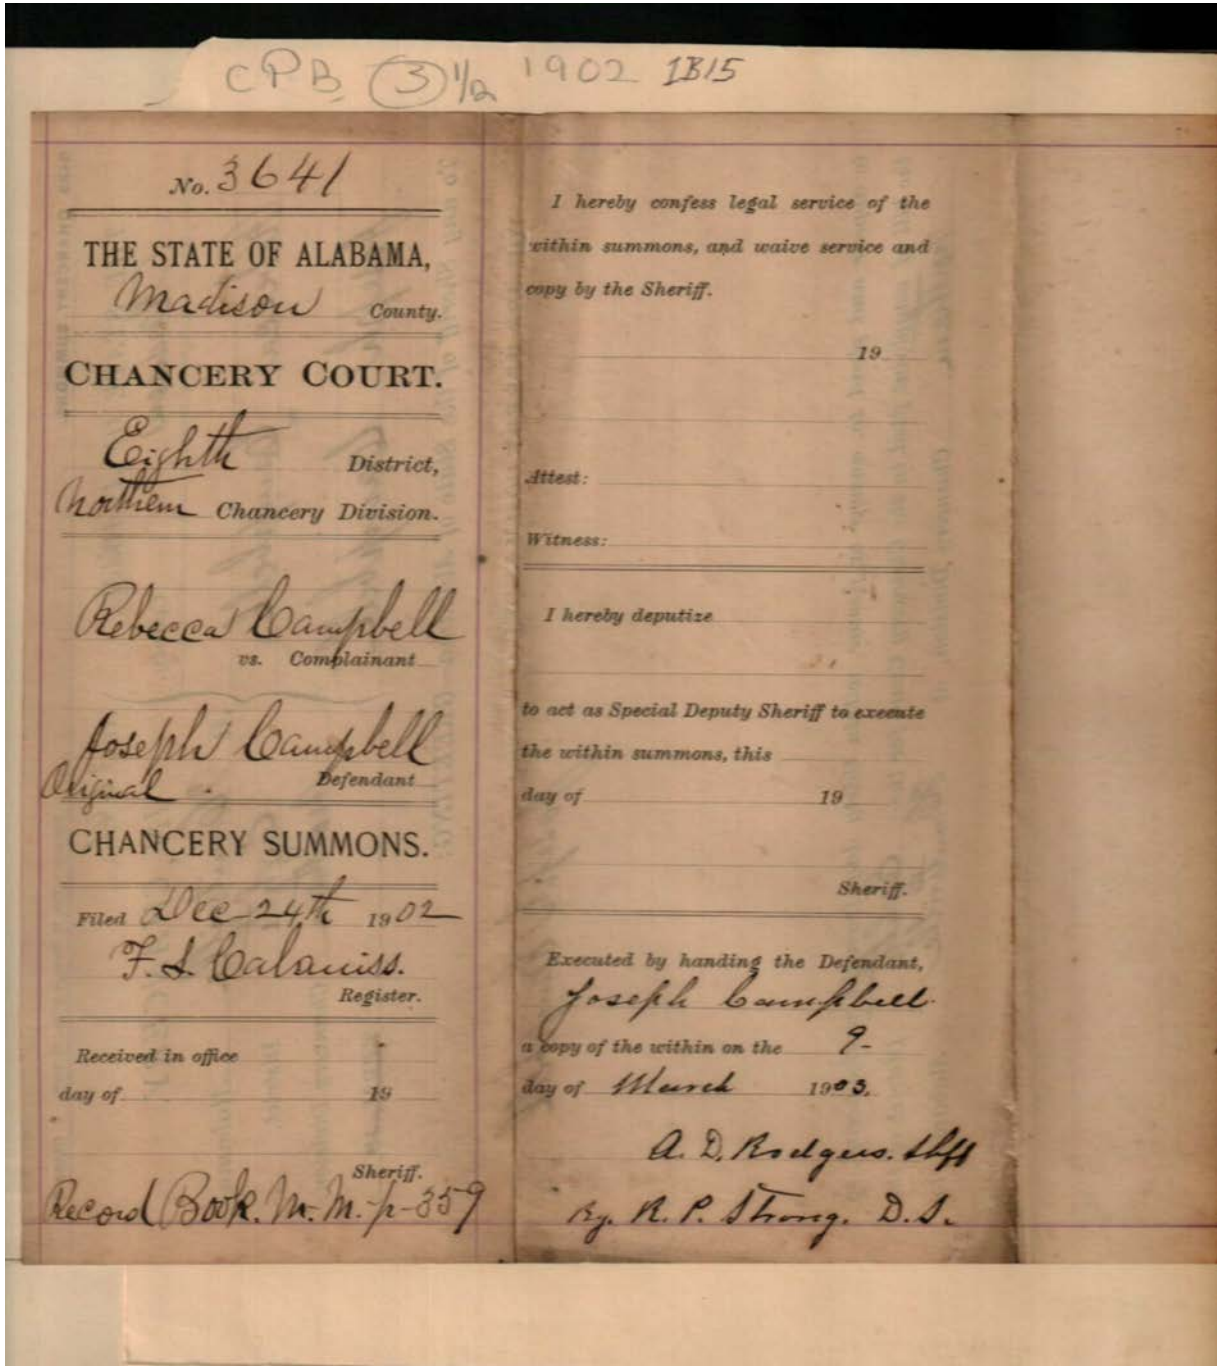 CPB 3 1/2 1902 1B15
No. 3641
THE STATE OF ALABAMA,
Madison County.
CHANCERY COURT.
Eighth District,
Northern Chancery Division.
Rebecca Campbell
vs. Complainant
Joseph Campbell
Original. Defendant
CHANCERY SUMMONS.
Filed Dec 24th 1902
F. S. Cabaniss.
Register.
Received in office
day of 19
Sheriff.
Record Book. M. M. p-359
I hereby confess legal service of the
within summons, and waive service and
copy by the Sheriff.
19
Attest:
Witness:
I hereby deputize
to act as Special Deputy Sheriff to execute
the within summons, this
day of 19
Sheriff.
Executed by handing the Defendant,
Joseph Campbell
a copy of the within on the 9-
day of March 1903.
A. D. Rodgers. Shff
By. R. P. Strong. D. S.